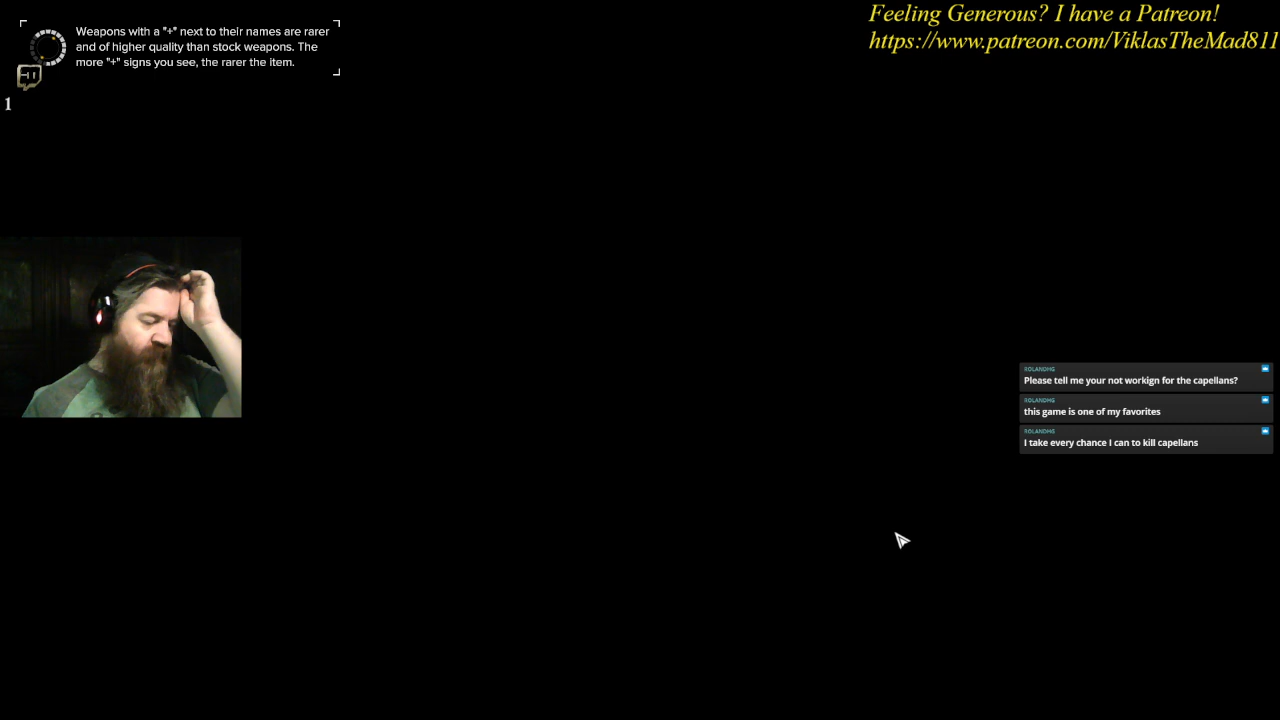 Weapons with a "+" next to their names are rarer
and of higher quality than stock weapons. The
more "+" signs you see, the rarer the item.
1
Feeling Generous? I have a Patreon!
https://www.patreon.com/ViklasTheMad811
ROLANDHG
Please tell me your not workign for the capellans?
ROLANDHG
this game is one of my favorites
ROLANDHG
I take every chance I can to kill capellans